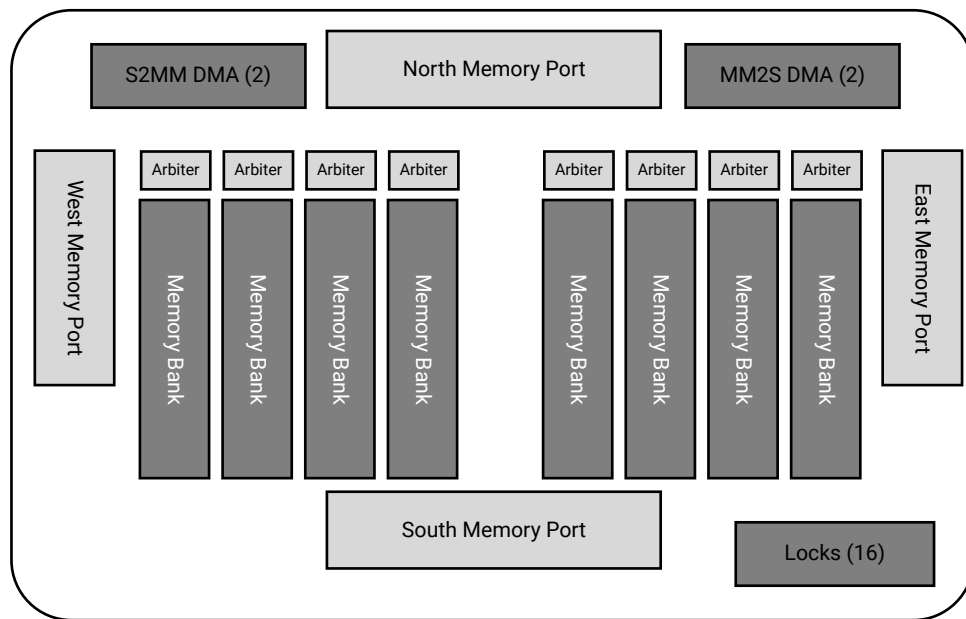 S2MM DMA (2)
North Memory Port
MM2S DMA (2)
West Memory Port
Arbiter
Arbiter
Arbiter
Arbiter
Arbiter
Arbiter
Arbiter
Arbiter
East Memory Port
Memory Bank
Memory Bank
Memory Bank
Memory Bank
Memory Bank
Memory Bank
Memory Bank
Memory Bank
South Memory Port
Locks (16)